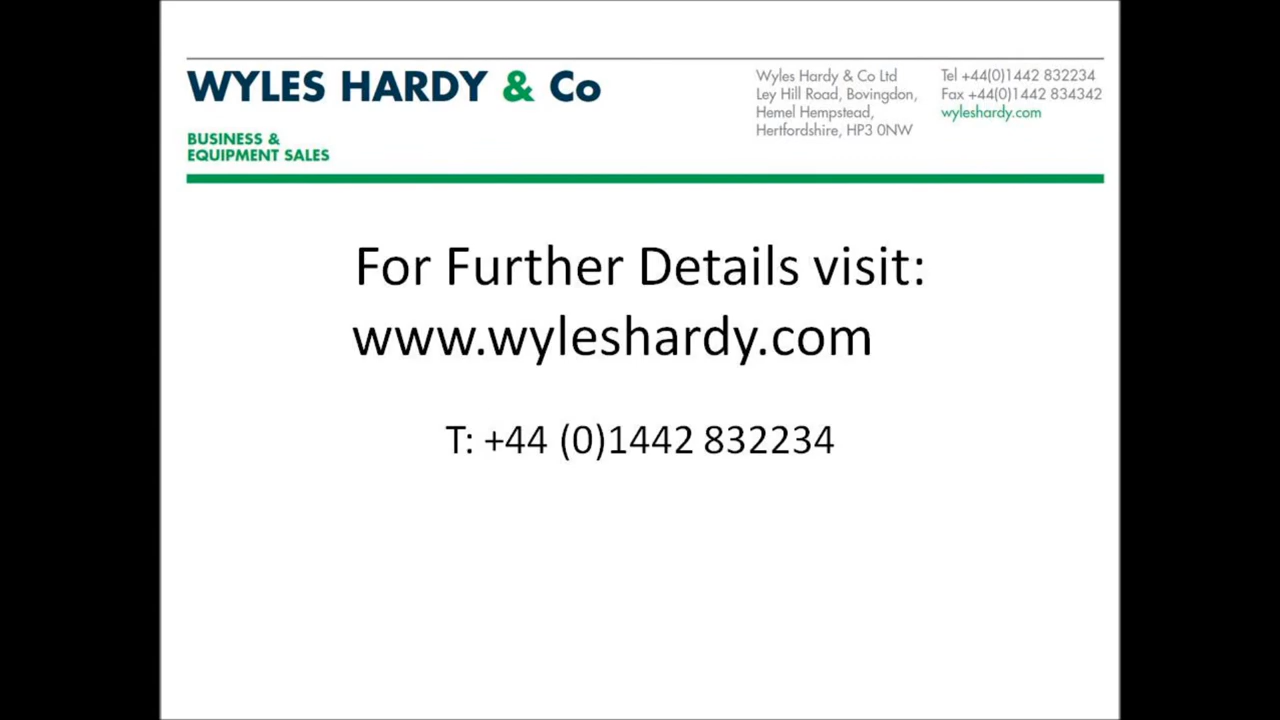 WYLES HARDY & Co
BUSINESS &
EQUIPMENT SALES
Wyles Hardy & Co Ltd
Ley Hill Road, Bovingdon,
Hemel Hempstead,
Hertfordshire, HP3 0NW
Tel +44(0)1442 832234
Fax +44(0)1442 834342
wyleshardy.com
For Further Details visit:
www.wyleshardy.com
T: +44 (0)1442 832234